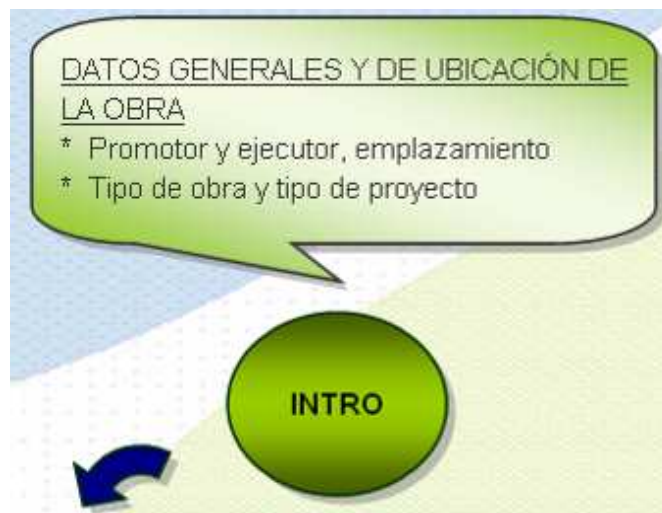 DATOS GENERALES Y DE UBICACIÓN DE
LA OBRA
* Promotor y ejecutor, emplazamiento
* Tipo de obra y tipo de proyecto
INTRO